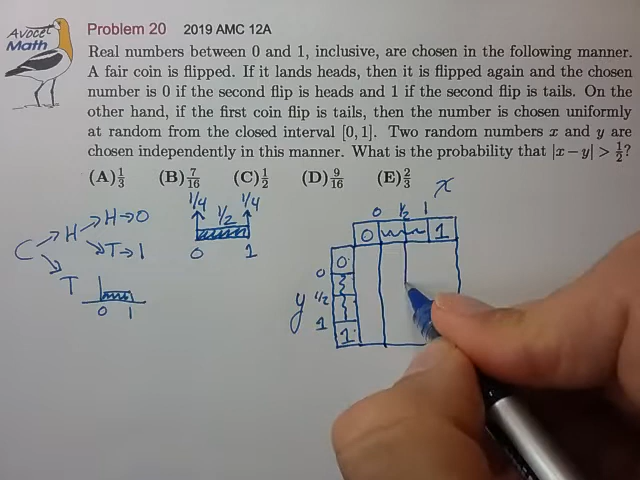 Avocet
Math
Problem 20 2019 AMC 12A
Real numbers between 0 and 1, inclusive, are chosen in the following manner.
A fair coin is flipped. If it lands heads, then it is flipped again and the chosen
number is 0 if the second flip is heads and 1 if the second flip is tails. On the
other hand, if the first coin flip is tails, then the number is chosen uniformly
at random from the closed interval [0, 1]. Two random numbers x and y are
chosen independently in this manner. What is the probability that |x − y| > 1/2?
(A) 1/3 (B) 7/16 (C) 1/2 (D) 9/16 (E) 2/3
x
1/4 1/2 1/4
0 1
C → H → H → 0
→ T → 1
→ T
0 1
0 1/2 1
0 1
y
0 0
1/2
1 1